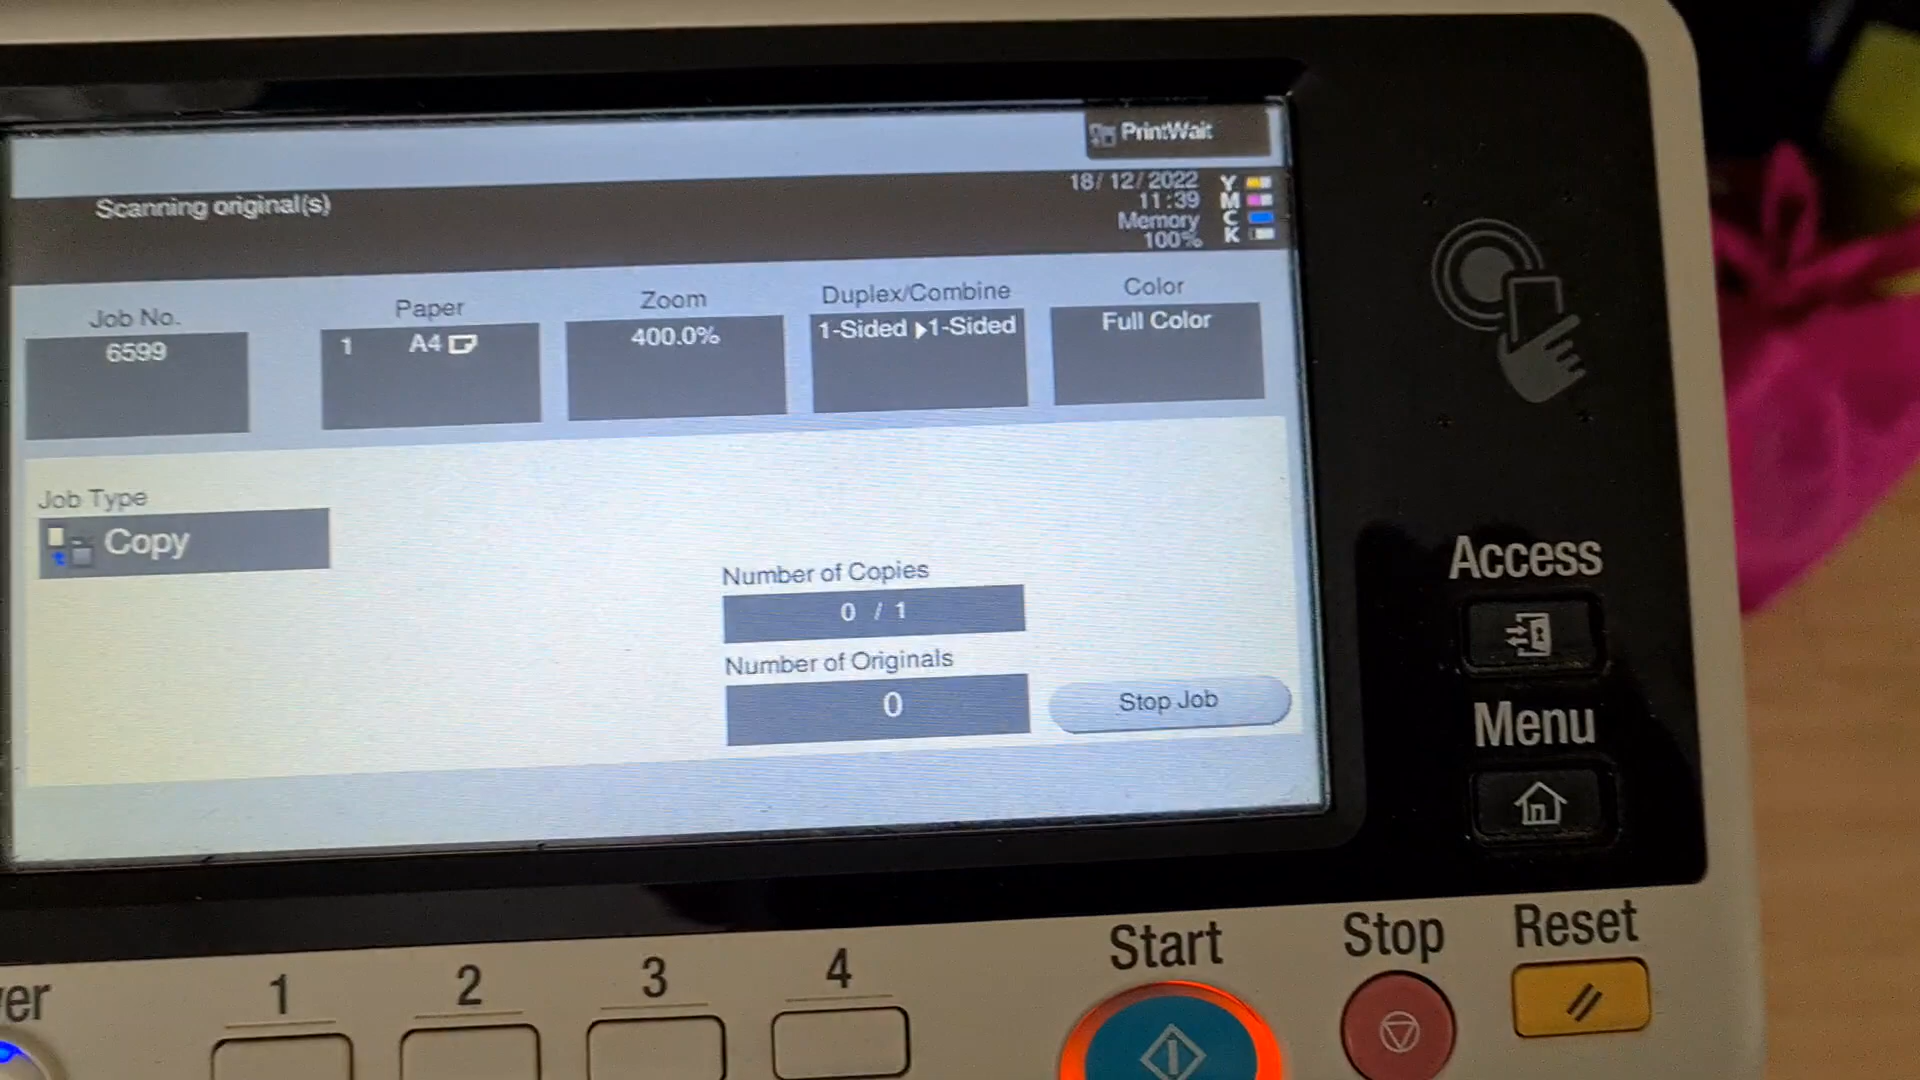 PrintWait
Scanning original(s)
18/12/2022
11:39
Memory
100%
Y
M
C
K
Job No.
6599
Paper
1 A4
Zoom
400.0%
Duplex/Combine
1-Sided ▶1-Sided
Color
Full Color
Job Type
Copy
Number of Copies
0 / 1
Number of Originals
0
Stop Job
Access
Menu
1
2
3
4
Start
Stop
Reset